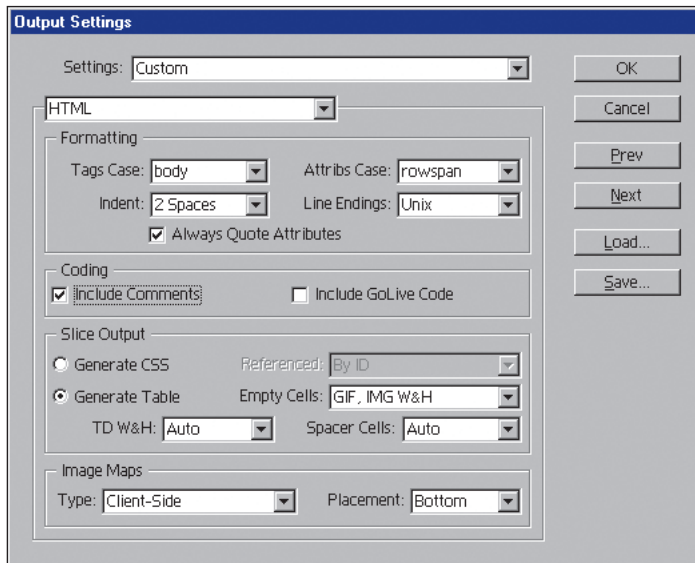 Output Settings
Settings: Custom
OK
HTML
Cancel
Formatting
Tags Case: body
Attribs Case: rowspan
Prev
Indent: 2 Spaces
Line Endings: Unix
Next
Always Quote Attributes
Load...
Coding
Include Comments
Include GoLive Code
Save...
Slice Output
Generate CSS
Referenced: By ID
Generate Table
Empty Cells: GIF, IMG W&H
TD W&H: Auto
Spacer Cells: Auto
Image Maps
Type: Client-Side
Placement: Bottom